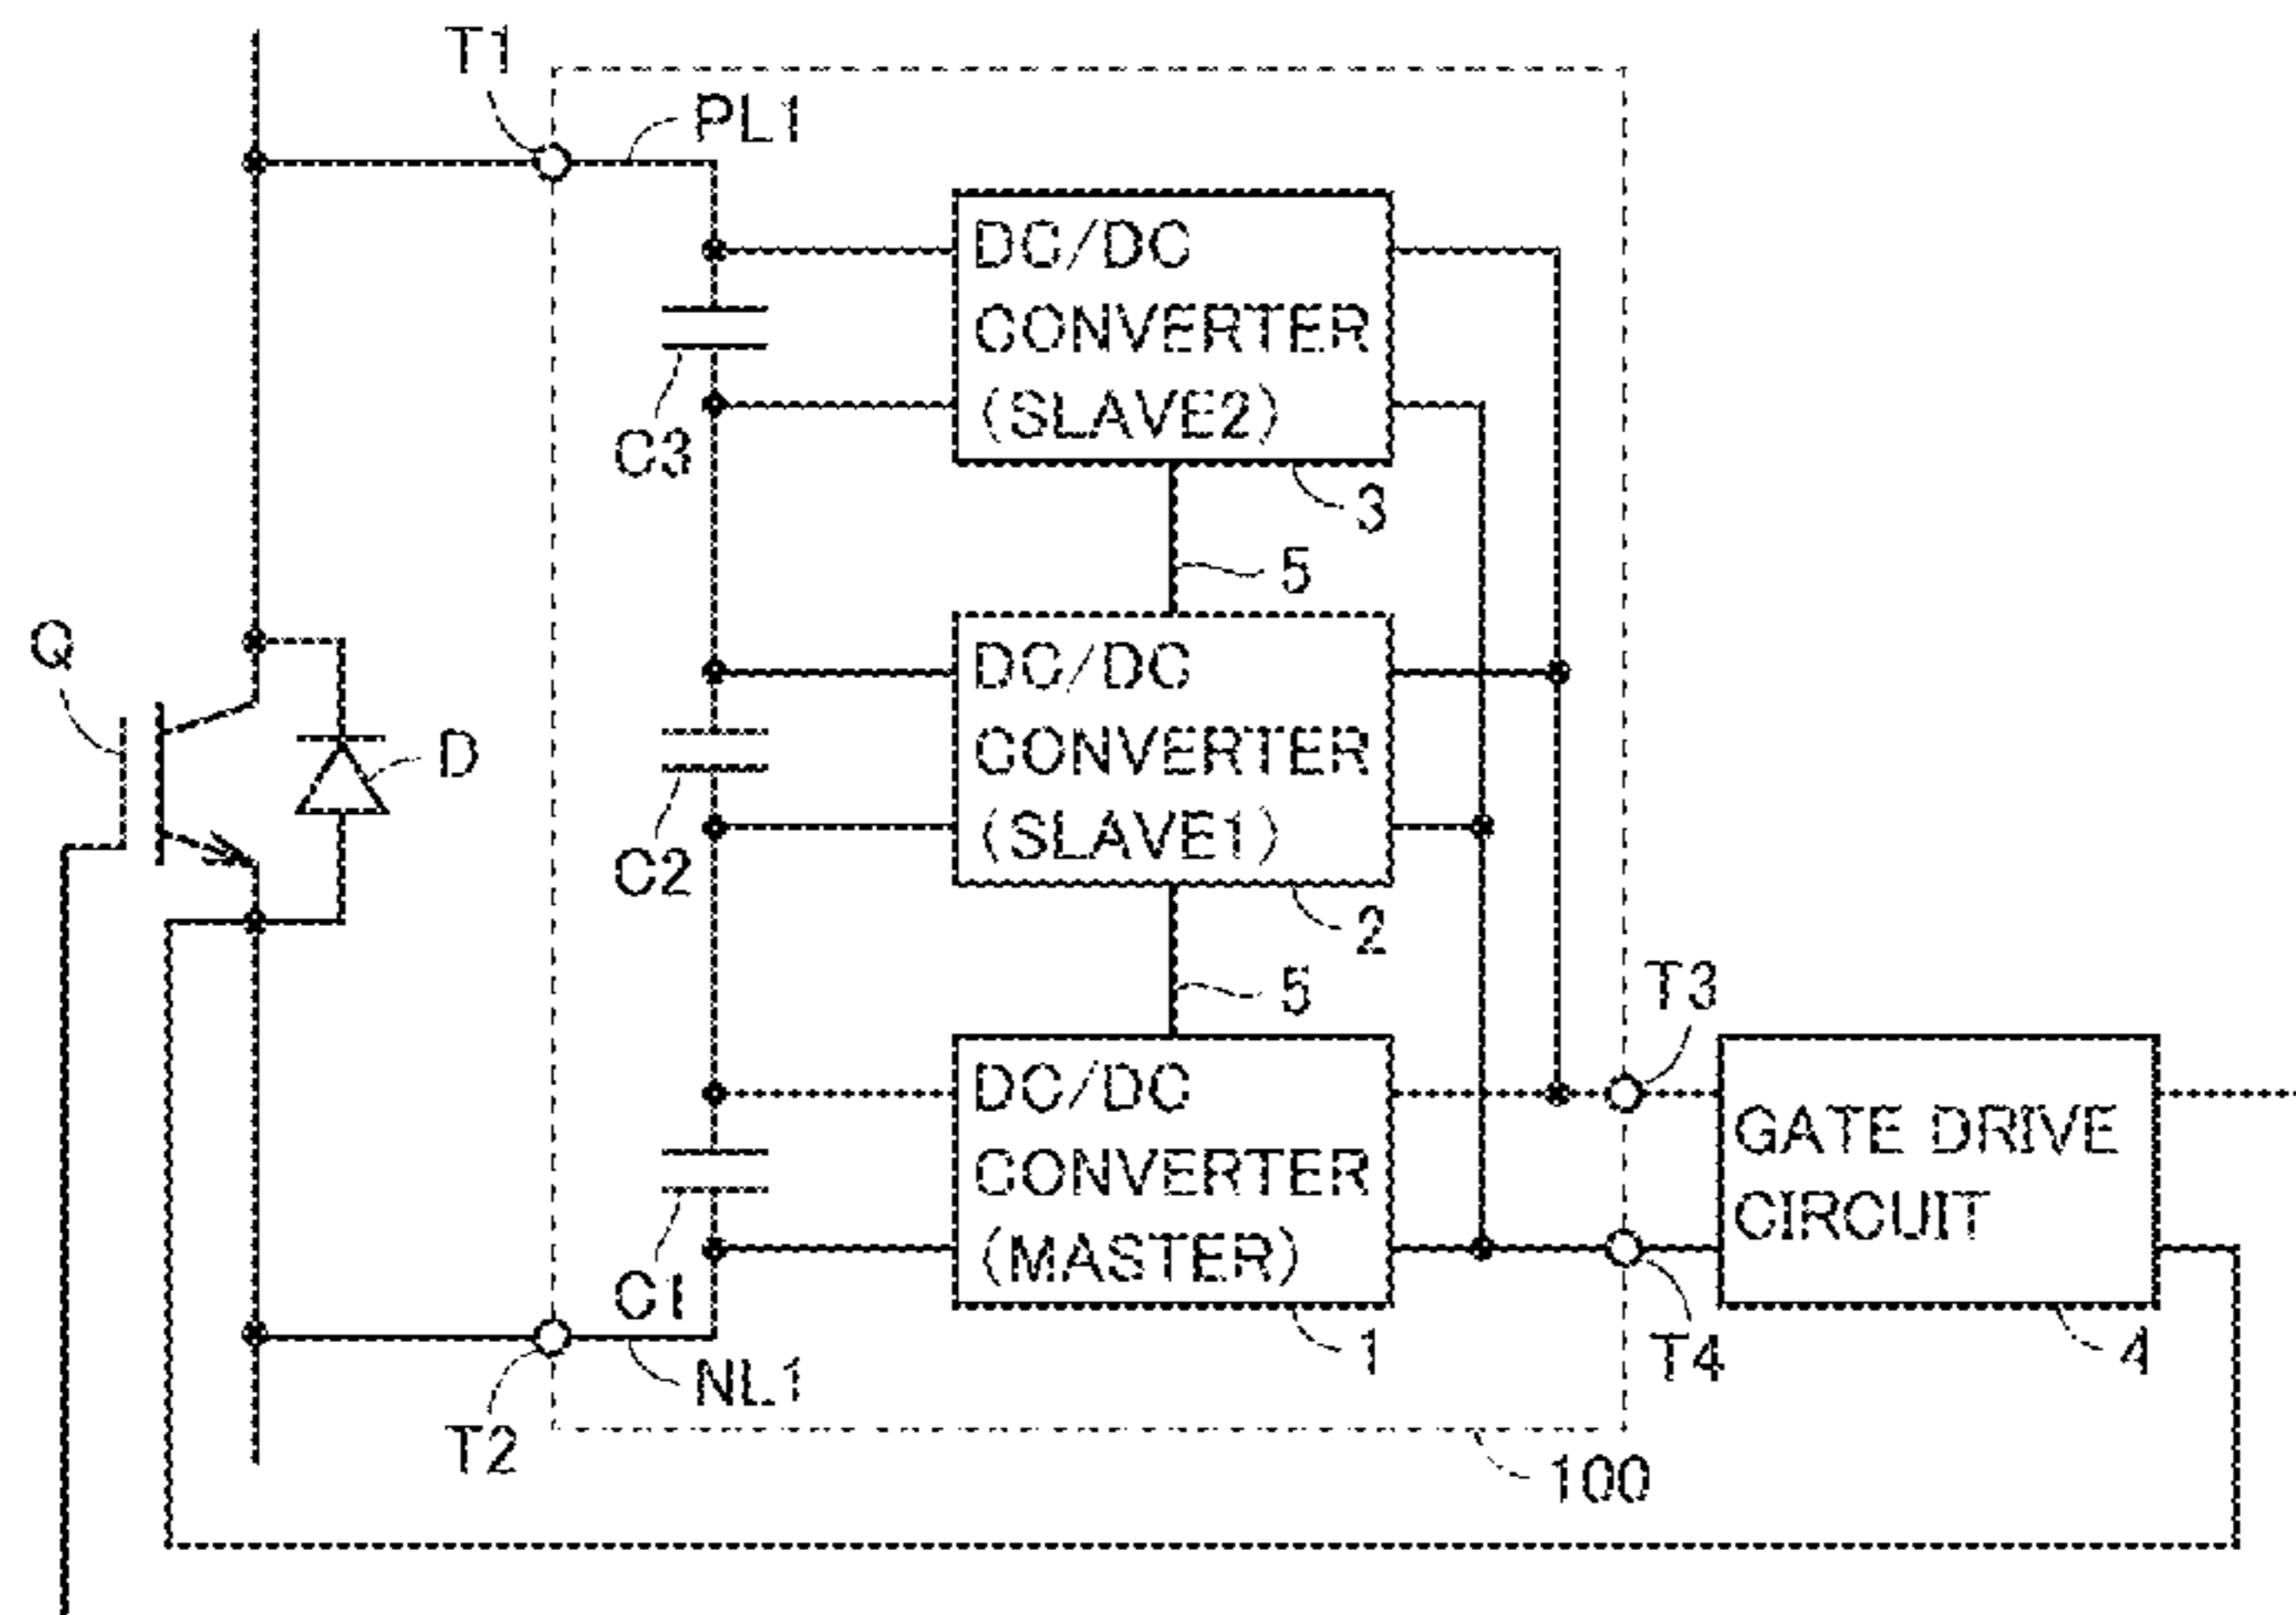 T1
PL1
DC/DC
CONVERTER
(SLAVE2)
C3
3
5
Q
DC/DC
CONVERTER
(SLAVE1)
D
C2
2
5
T3
DC/DC
CONVERTER
(MASTER)
GATE DRIVE
CIRCUIT
C1
1
T4
4
NL1
T2
100